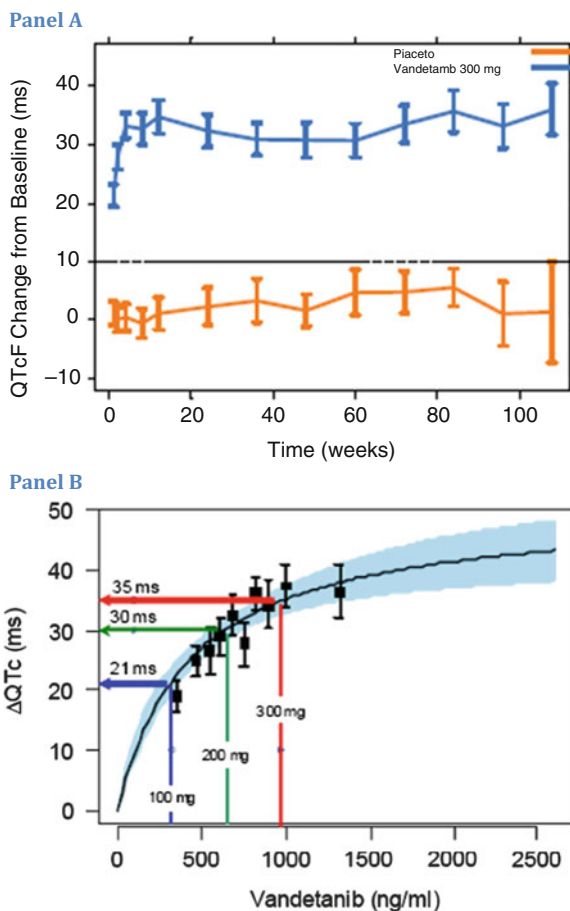 Panel A
Piaceto
Vandetamb 300 mg
QTcF Change from Baseline (ms)
40
30
20
10
0
−10
0 20 40 60 80 100
Time (weeks)
Panel B
ΔQTc (ms)
50
40
35 ms
30 ms
30
21 ms
20
10
0
100 mg
200 mg
300 mg
0 500 1000 1500 2000 2500
Vandetanib (ng/ml)